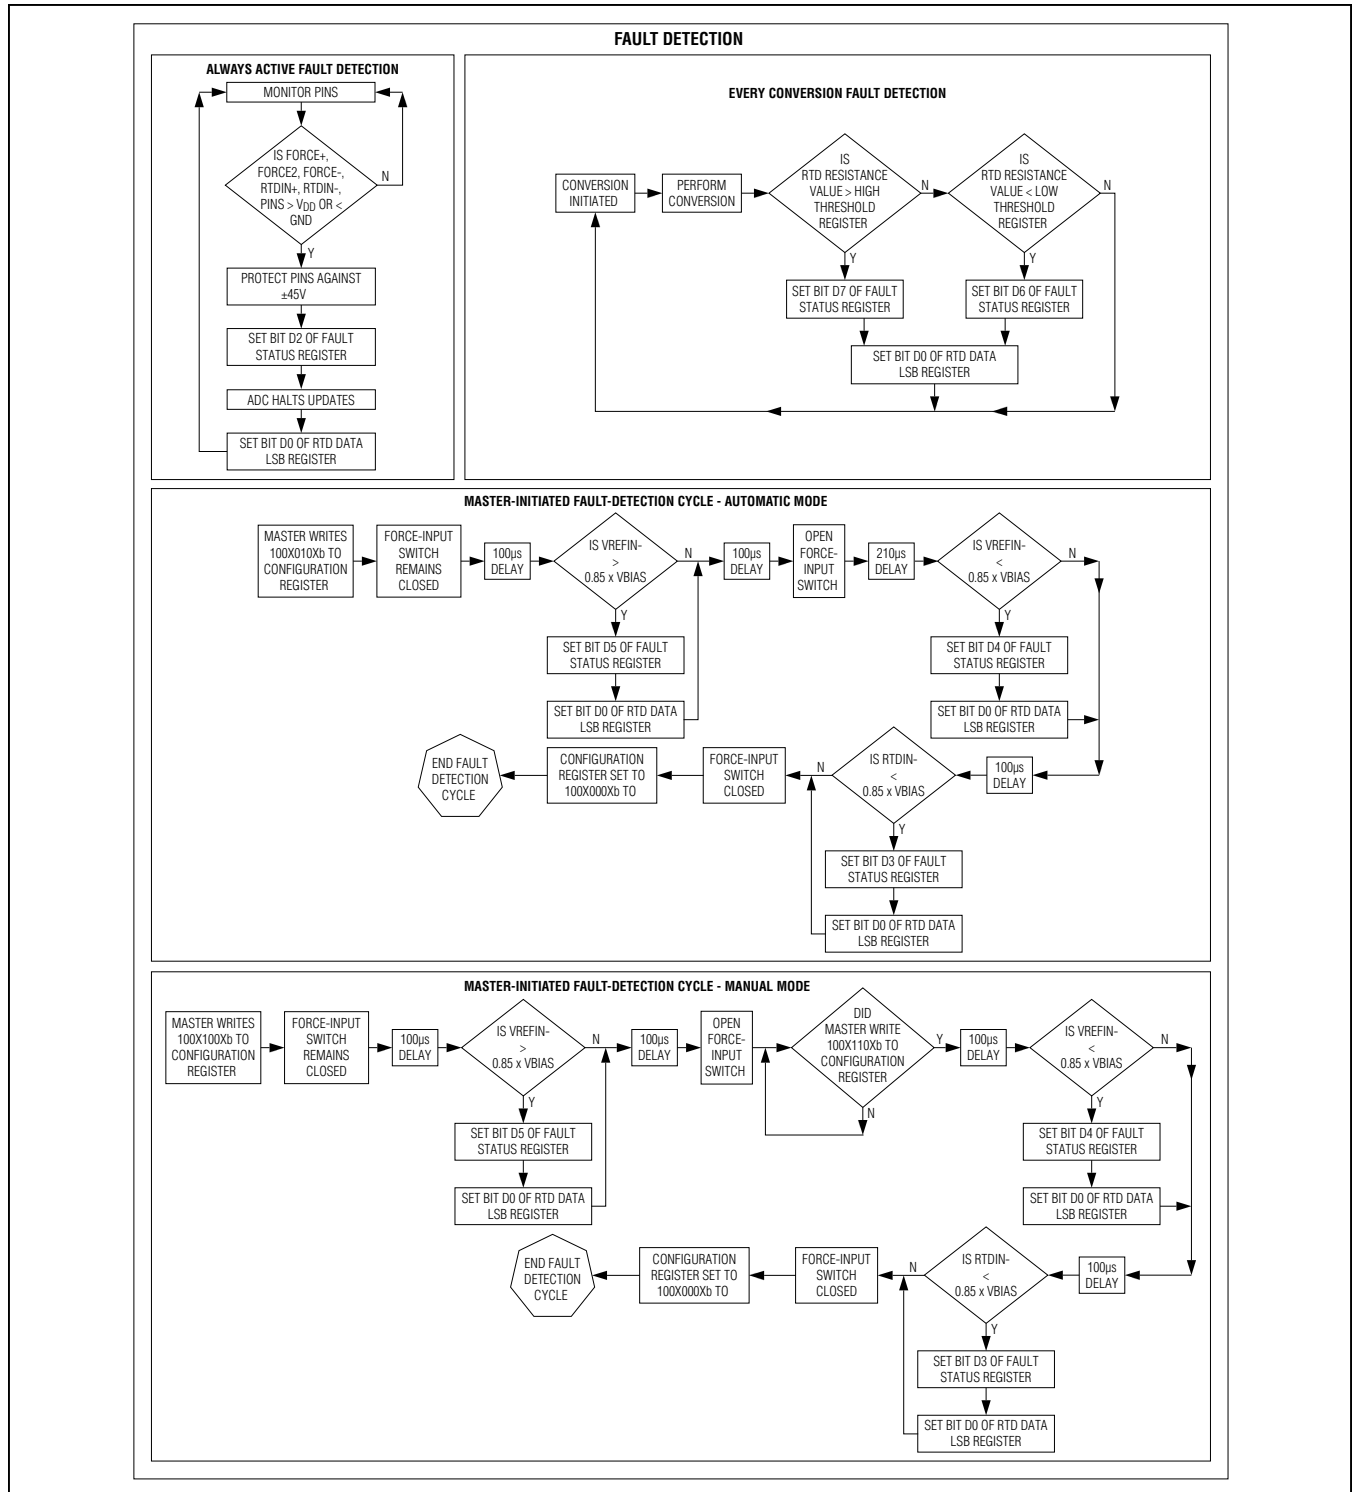 FAULT DETECTION
ALWAYS ACTIVE FAULT DETECTION
MONITOR PINS
IS FORCE+,
FORCE2, FORCE-,
RTDIN+, RTDIN-,
PINS > VDD OR <
GND
N
Y
PROTECT PINS AGAINST
±45V
SET BIT D2 OF FAULT
STATUS REGISTER
ADC HALTS UPDATES
SET BIT D0 OF RTD DATA
LSB REGISTER
EVERY CONVERSION FAULT DETECTION
CONVERSION
INITIATED
PERFORM
CONVERSION
IS
RTD RESISTANCE
VALUE > HIGH
THRESHOLD
REGISTER
N
Y
IS
RTD RESISTANCE
VALUE < LOW
THRESHOLD
REGISTER
N
Y
SET BIT D7 OF FAULT
STATUS REGISTER
SET BIT D6 OF FAULT
STATUS REGISTER
SET BIT D0 OF RTD DATA
LSB REGISTER
MASTER-INITIATED FAULT-DETECTION CYCLE - AUTOMATIC MODE
MASTER WRITES
100X010Xb TO
CONFIGURATION
REGISTER
FORCE-INPUT
SWITCH
REMAINS
CLOSED
100µs
DELAY
IS VREFIN-
>
0.85 x VBIAS
N
Y
SET BIT D5 OF FAULT
STATUS REGISTER
SET BIT D0 OF RTD DATA
LSB REGISTER
100µs
DELAY
OPEN
FORCE-
INPUT
SWITCH
210µs
DELAY
IS VREFIN-
<
0.85 x VBIAS
N
Y
SET BIT D4 OF FAULT
STATUS REGISTER
SET BIT D0 OF RTD DATA
LSB REGISTER
100µs
DELAY
IS RTDIN-
<
0.85 x VBIAS
N
Y
SET BIT D3 OF FAULT
STATUS REGISTER
SET BIT D0 OF RTD DATA
LSB REGISTER
FORCE-INPUT
SWITCH
CLOSED
CONFIGURATION
REGISTER SET TO
100X000Xb TO
END FAULT
DETECTION
CYCLE
MASTER-INITIATED FAULT-DETECTION CYCLE - MANUAL MODE
MASTER WRITES
100X100Xb TO
CONFIGURATION
REGISTER
FORCE-INPUT
SWITCH
REMAINS
CLOSED
100µs
DELAY
IS VREFIN-
>
0.85 x VBIAS
N
Y
SET BIT D5 OF FAULT
STATUS REGISTER
SET BIT D0 OF RTD DATA
LSB REGISTER
100µs
DELAY
OPEN
FORCE-
INPUT
SWITCH
DID
MASTER WRITE
100X110Xb TO
CONFIGURATION
REGISTER
Y
N
100µs
DELAY
IS VREFIN-
<
0.85 x VBIAS
N
Y
SET BIT D4 OF FAULT
STATUS REGISTER
SET BIT D0 OF RTD DATA
LSB REGISTER
100µs
DELAY
IS RTDIN-
<
0.85 x VBIAS
N
Y
SET BIT D3 OF FAULT
STATUS REGISTER
SET BIT D0 OF RTD DATA
LSB REGISTER
FORCE-INPUT
SWITCH
CLOSED
CONFIGURATION
REGISTER SET TO
100X000Xb TO
END FAULT
DETECTION
CYCLE